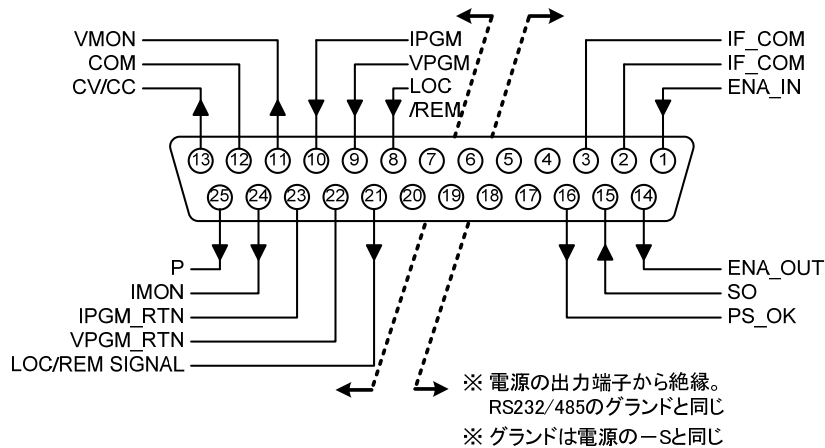 VMON
COM
CV/CC
IPGM
VPGM
LOC
/REM
IF_COM
IF_COM
ENA_IN
13 12 11 10 9 8 7 6 5 4 3 2 1
25 24 23 22 21 20 19 18 17 16 15 14
P
IMON
IPGM_RTN
VPGM_RTN
LOC/REM SIGNAL
ENA_OUT
SO
PS_OK
※ 電源の出力端子から絶縁。
RS232/485のグランドと同じ
※ グランドは電源の－Sと同じ